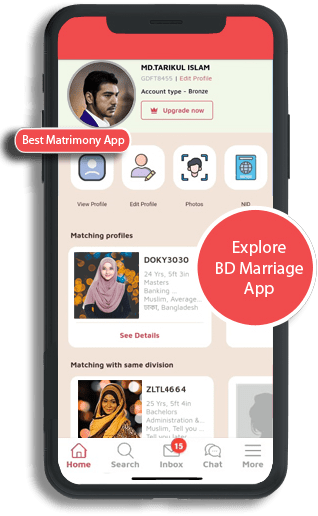 MD.TARIKUL ISLAM
GDFT8455 | Edit Profile
Account type - Bronze
Upgrade now
Best Matrimony App
View Profile
Edit Profile
Photos
NID
Matching profiles
DOKY3030
24 Yrs, 5ft 3in
Masters
Banking ...
Muslim, Average...
ঢাকা, Bangladesh
See Details
Explore
BD Marriage
App
Matching with same division
ZLTL4664
25 Yrs, 5ft 4in
Bachelors
Administration &...
Muslim, Tell you ...
Tell you later
15
Home
Search
Inbox
Chat
More